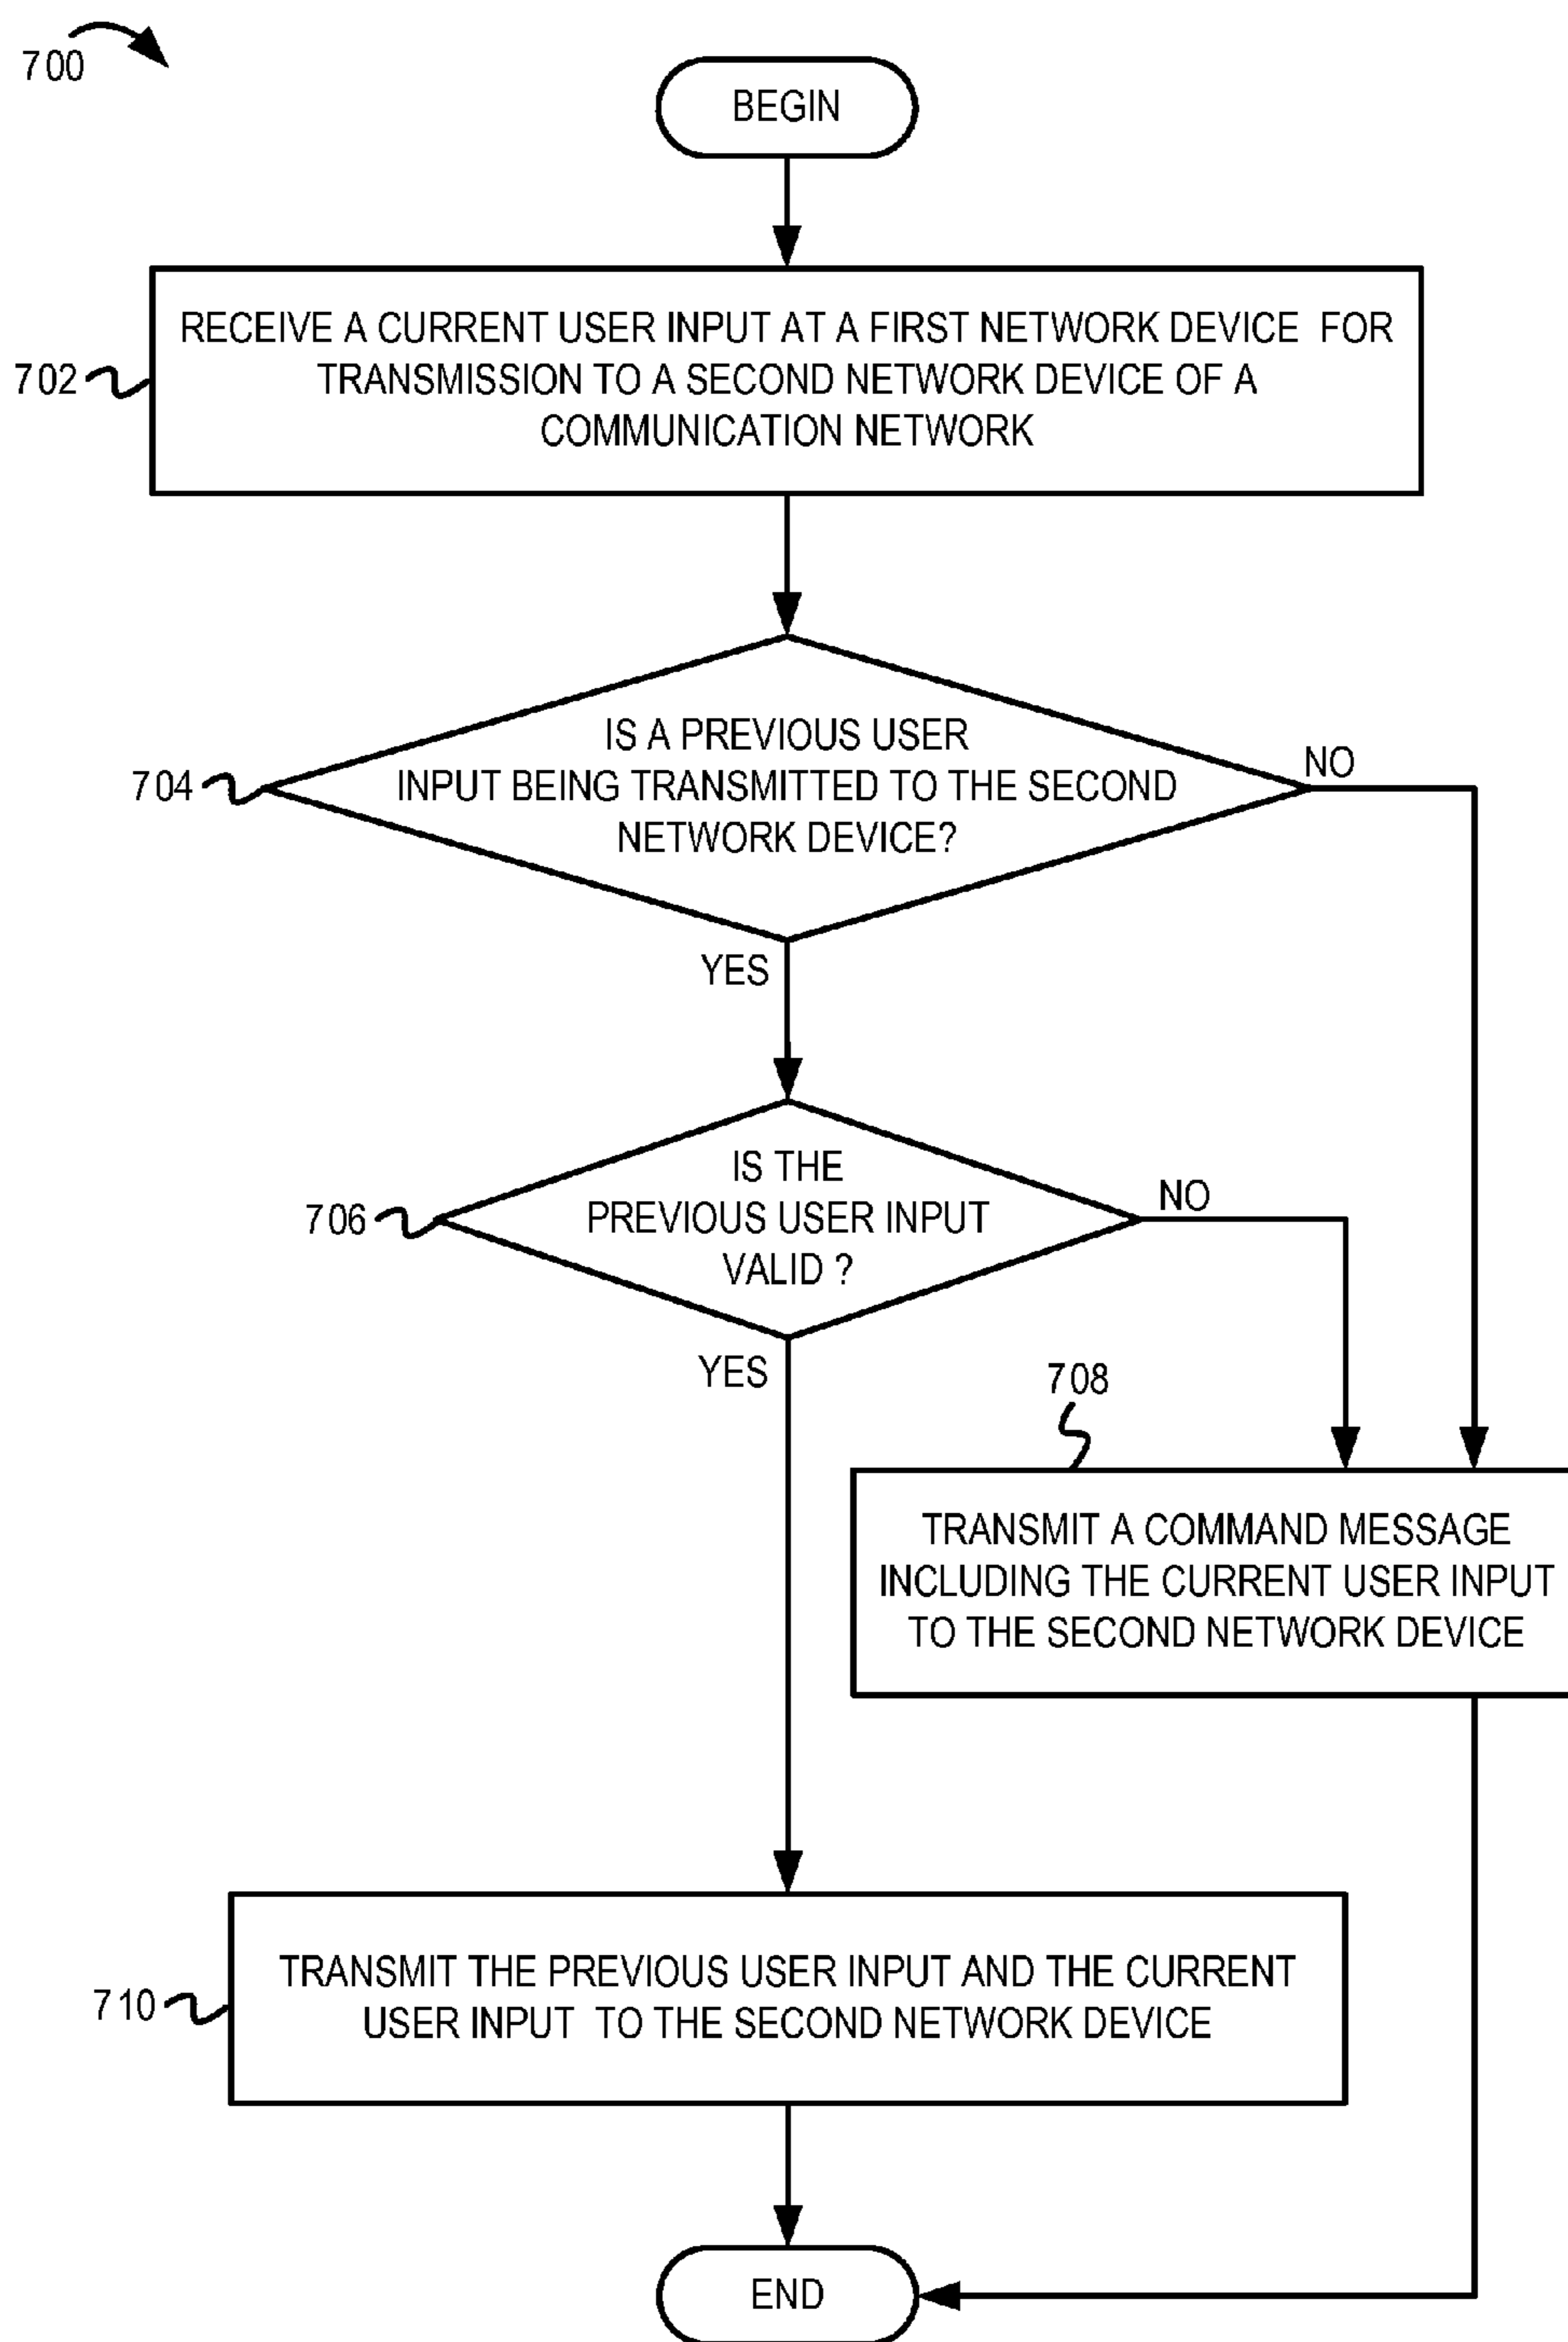 700
BEGIN
702
RECEIVE A CURRENT USER INPUT AT A FIRST NETWORK DEVICE FOR
TRANSMISSION TO A SECOND NETWORK DEVICE OF A
COMMUNICATION NETWORK
704
IS A PREVIOUS USER
INPUT BEING TRANSMITTED TO THE SECOND
NETWORK DEVICE?
NO
YES
706
IS THE
PREVIOUS USER INPUT
VALID ?
NO
YES
708
TRANSMIT A COMMAND MESSAGE
INCLUDING THE CURRENT USER INPUT
TO THE SECOND NETWORK DEVICE
710
TRANSMIT THE PREVIOUS USER INPUT AND THE CURRENT
USER INPUT TO THE SECOND NETWORK DEVICE
END